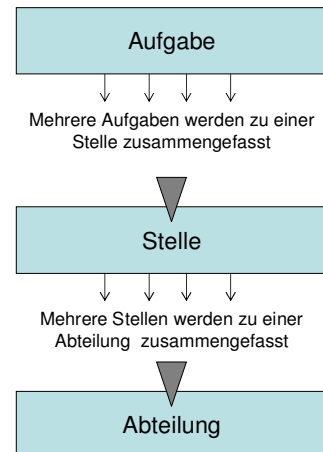 Aufgabe
Mehrere Aufgaben werden zu einer
Stelle zusammengefasst
Stelle
Mehrere Stellen werden zu einer
Abteilung zusammengefasst
Abteilung